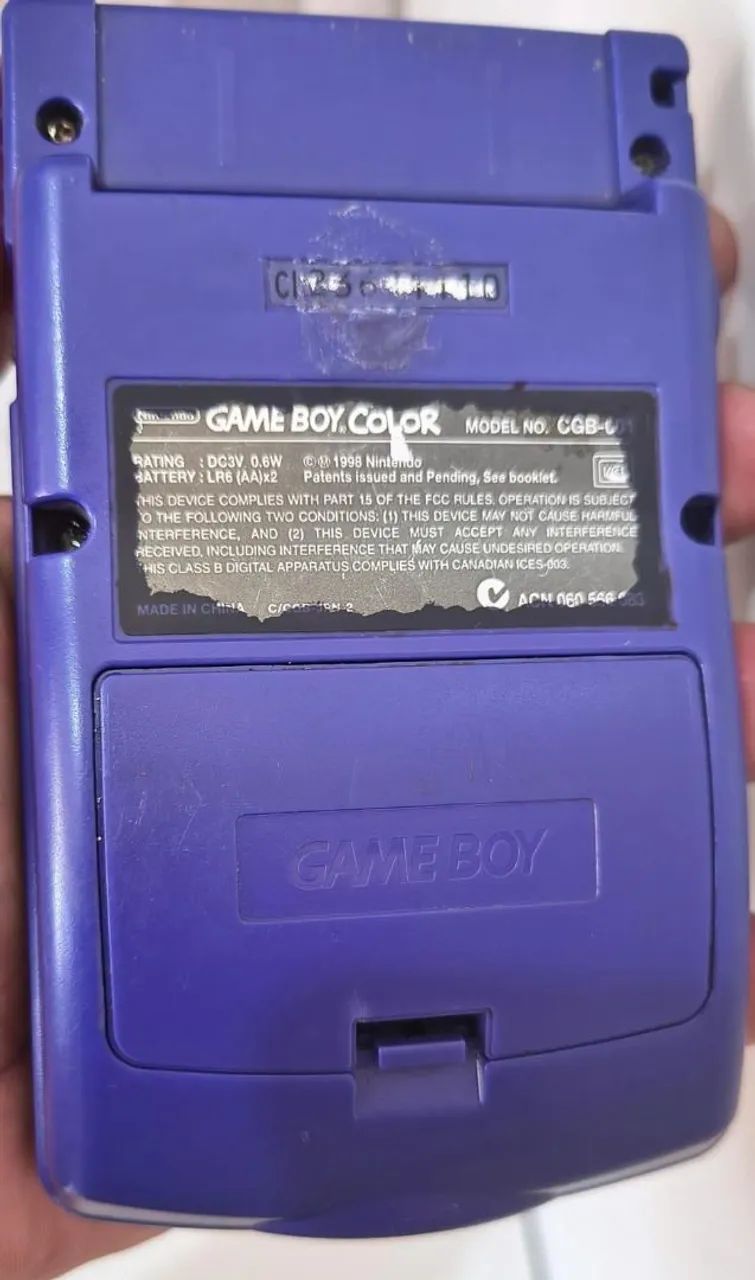 Nintendo GAME BOY COLOR MODEL NO. CGB-001
RATING : DC3V 0.6W © Ⓜ 1998 Nintendo
BATTERY : LR6 (AA)x2 Patents issued and Pending, See booklet.
THIS DEVICE COMPLIES WITH PART 15 OF THE FCC RULES. OPERATION IS SUBJECT
TO THE FOLLOWING TWO CONDITIONS: (1) THIS DEVICE MAY NOT CAUSE HARMFUL
INTERFERENCE, AND (2) THIS DEVICE MUST ACCEPT ANY INTERFERENCE
RECEIVED, INCLUDING INTERFERENCE THAT MAY CAUSE UNDESIRED OPERATION.
THIS CLASS B DIGITAL APPARATUS COMPLIES WITH CANADIAN ICES-003.
MADE IN CHINA ACN 060 566 083
GAME BOY